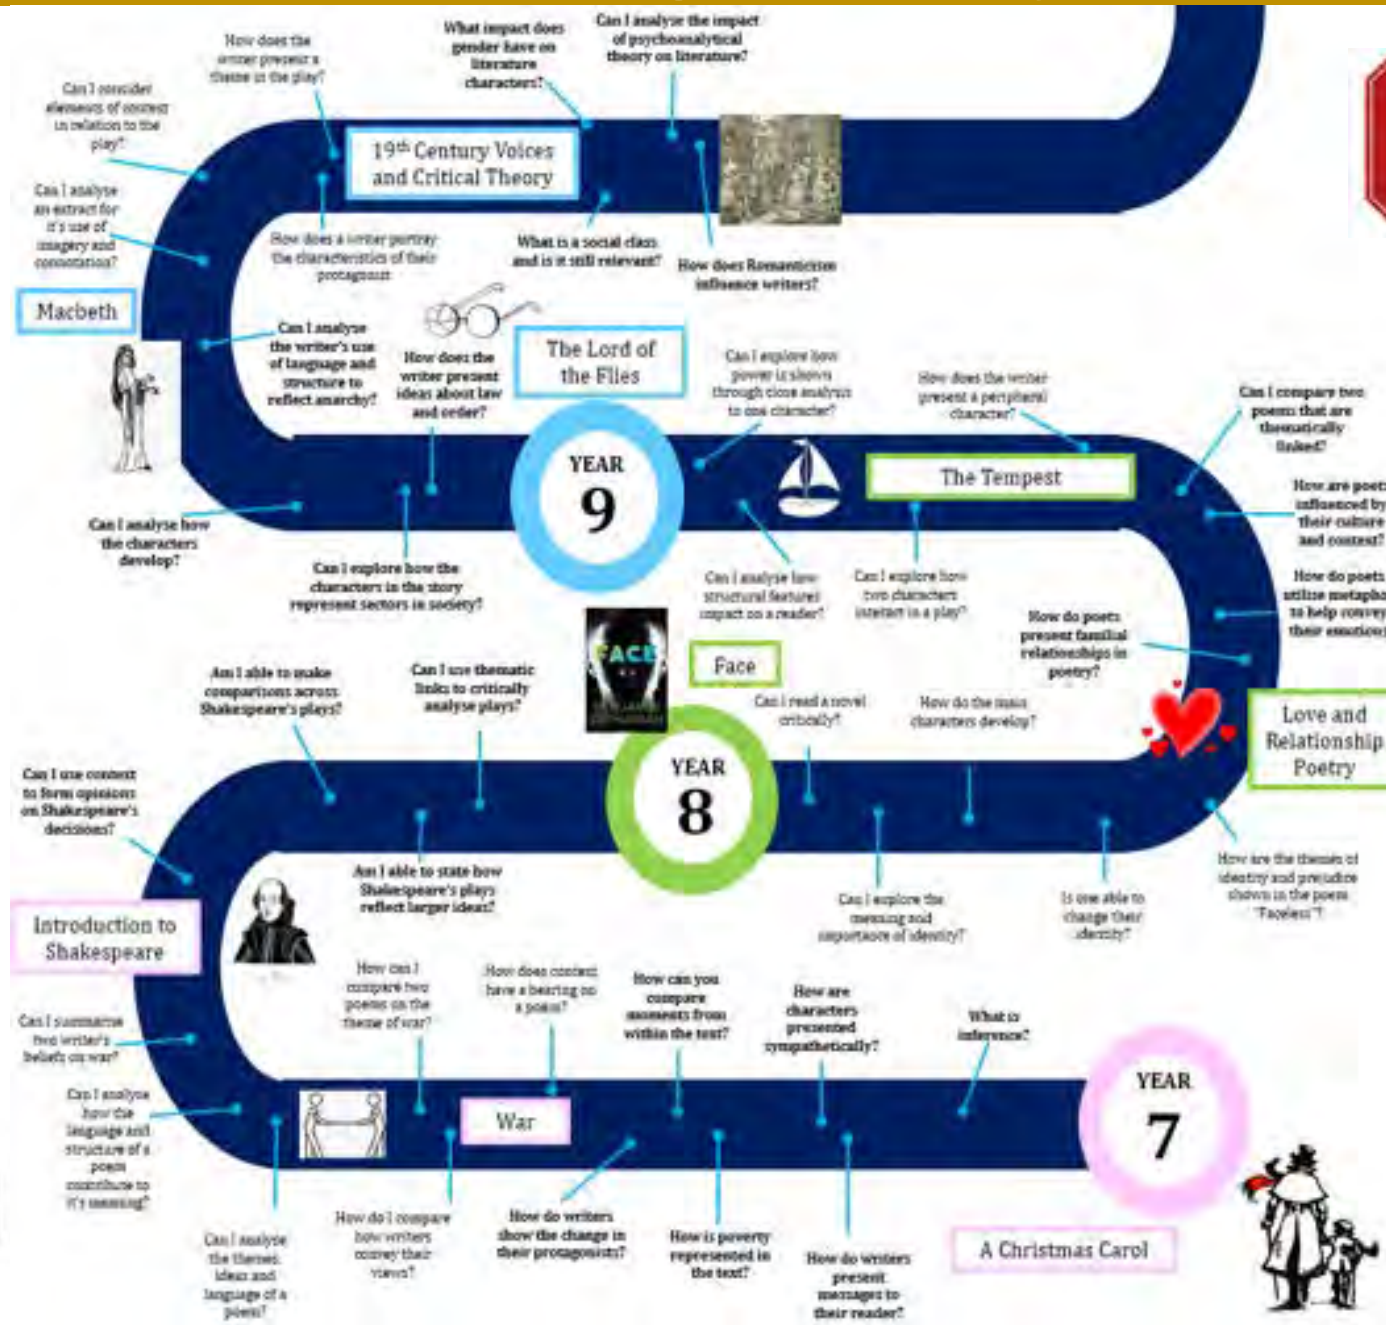 How does the
writer present a
theme in the play?
What impact does
gender have on
literature
characters?
Can I analyse the impact
of psychoanalytical
theory on literature?
Can I consider
elements of context
in relation to the
play?
19th Century Voices
and Critical Theory
Can I analyse
an extract for
it's use of
imagery and
connotation?
How does a writer portray
the characteristics of their
protagonist
What is a social class
and is it still relevant?
How does Romanticism
influence writers?
Macbeth
Can I analyse
the writer's use
of language and
structure to
reflect anarchy?
How does the
writer present
ideas about law
and order?
The Lord of
the Flies
Can I explore how
power is shown
through close analysis
to one character?
How does the writer
present a peripheral
character?
Can I compare two
poems that are
thematically
linked?
YEAR
9
The Tempest
How are poets
influenced by
their culture
and context?
Can I analyse how
the characters
develop?
Can I explore how the
characters in the story
represent sectors in society?
Can I analyse how
structural features
impact on a reader?
Can I explore how
two characters
interact in a play?
How do poets
utilise metapho
to help convey
their emotions
How do poets
present familial
relationships in
poetry?
FACE
Face
Am I able to make
comparisons across
Shakespeare's plays?
Can I use thematic
links to critically
analyse plays?
Can I read a novel
critically?
How do the main
characters develop?
Love and
Relationship
Poetry
YEAR
8
Can I use context
to form opinions
on Shakespeare's
decisions?
Am I able to state how
Shakespeare's plays
reflect larger ideas?
Can I explore the
meaning and
importance of identity?
Is one able to
change their
identity?
How are the themes of
identity and prejudice
shown in the poem
"Faceless"?
Introduction to
Shakespeare
How can I
compare two
poems on the
theme of war?
How does context
have a bearing on
a poem?
How can you
compare
moments from
within the text?
How are
characters
presented
sympathetically?
What is
inference?
Can I summarise
two writer's
beliefs on war?
YEAR
7
Can I analyse
how the
language and
structure of a
poem
contribute to
it's meaning?
War
Can I analyse
the themes,
ideas and
language of a
poem?
How do I compare
how writers
convey their
views?
How do writers
show the change in
their protagonists?
How is poverty
represented in
the text?
How do writers
present
messages to
their reader?
A Christmas Carol